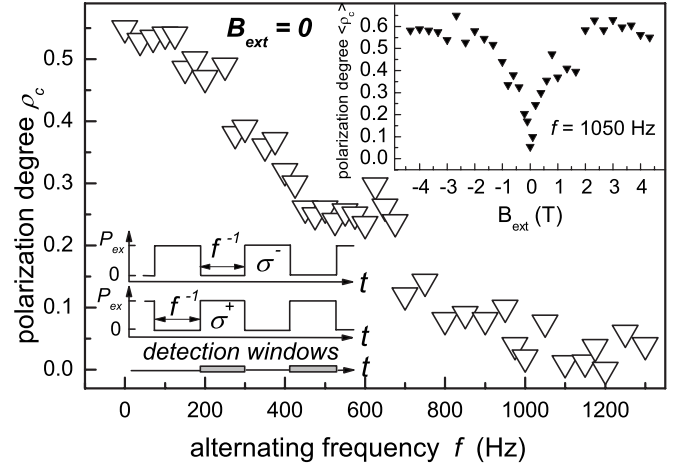 B_ext = 0
polarization degree ρ_c
0.5
0.4
0.3
0.2
0.1
0.0
0 200 400 600 800 1000 1200
alternating frequency f (Hz)
polarization degree <ρ_c>
0.6
0.5
0.4
0.3
0.2
0.1
0.0
f = 1050 Hz
-4 -3 -2 -1 0 1 2 3 4
B_ext (T)
P_ex
0
f⁻¹
σ⁻
t
P_ex
0
f⁻¹
σ⁺
t
detection windows
t